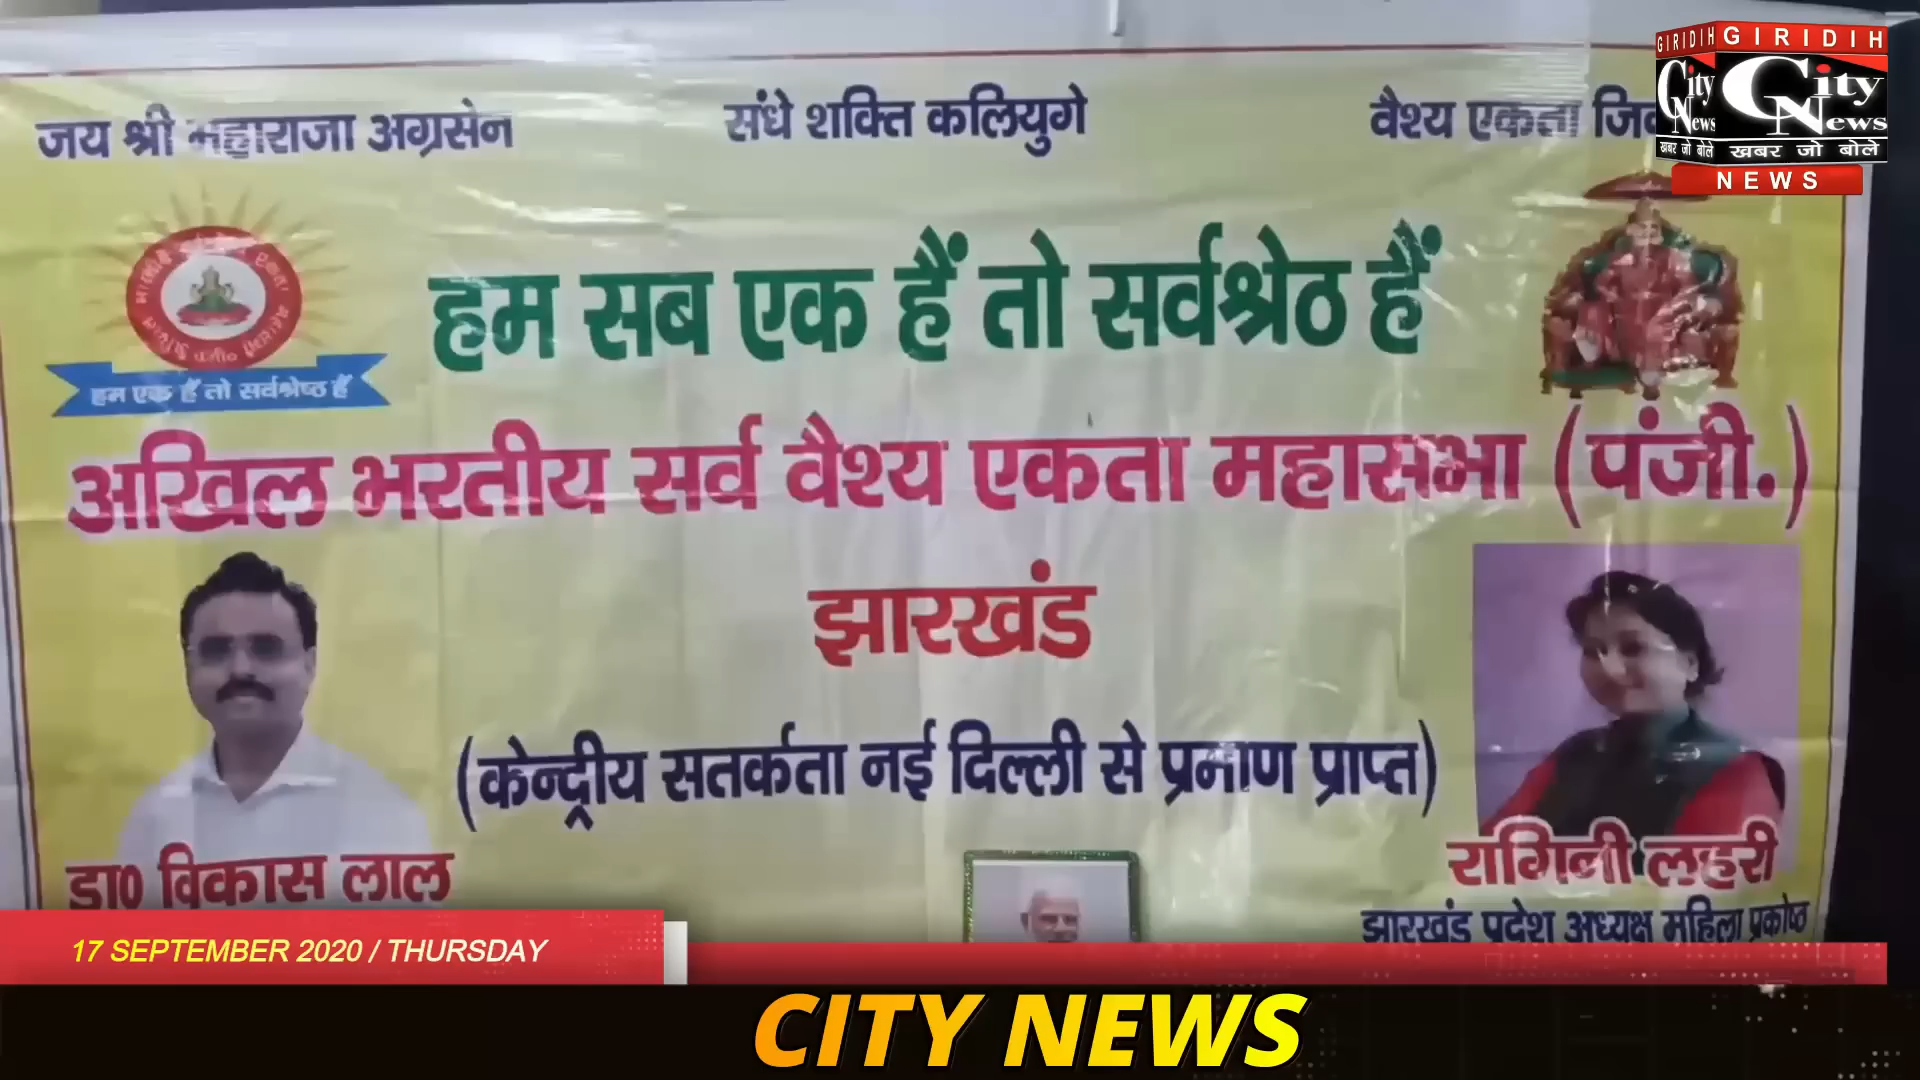 जय श्री महाराजा अग्रसेन
संधे शक्ति कलियुगे
वैश्य एकता
GIRIDIH
GIRIDIH
City News
City News
खबर जो बोले
खबर जो बोले
NEWS
हम सब एक हैं तो सर्वश्रेठ हैं
हम एक हैं तो सर्वश्रेष्ठ हैं
अखिल भरतीय सर्व वैश्य एकता महासभा (पंजी.)
झारखंड
(केन्द्रीय सतर्कता नई दिल्ली से प्रमाण प्राप्त)
डा० विकास लाल
रागिनी लहरी
झारखंड प्रदेश अध्यक्ष महिला प्रकोष्ठ
17 SEPTEMBER 2020 / THURSDAY
CITY NEWS